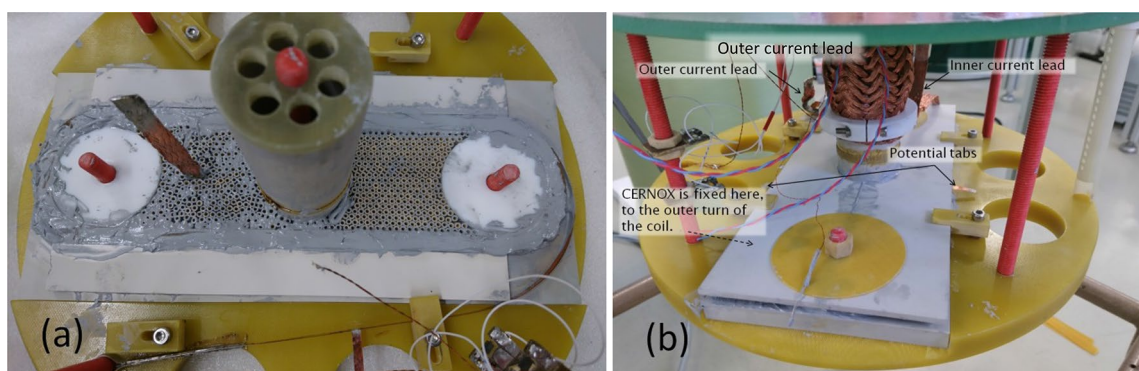 (a)
Outer current lead
Outer current lead
Inner current lead
Potential tabs
CERNOX is fixed here,
to the outer turn of
the coil.
(b)